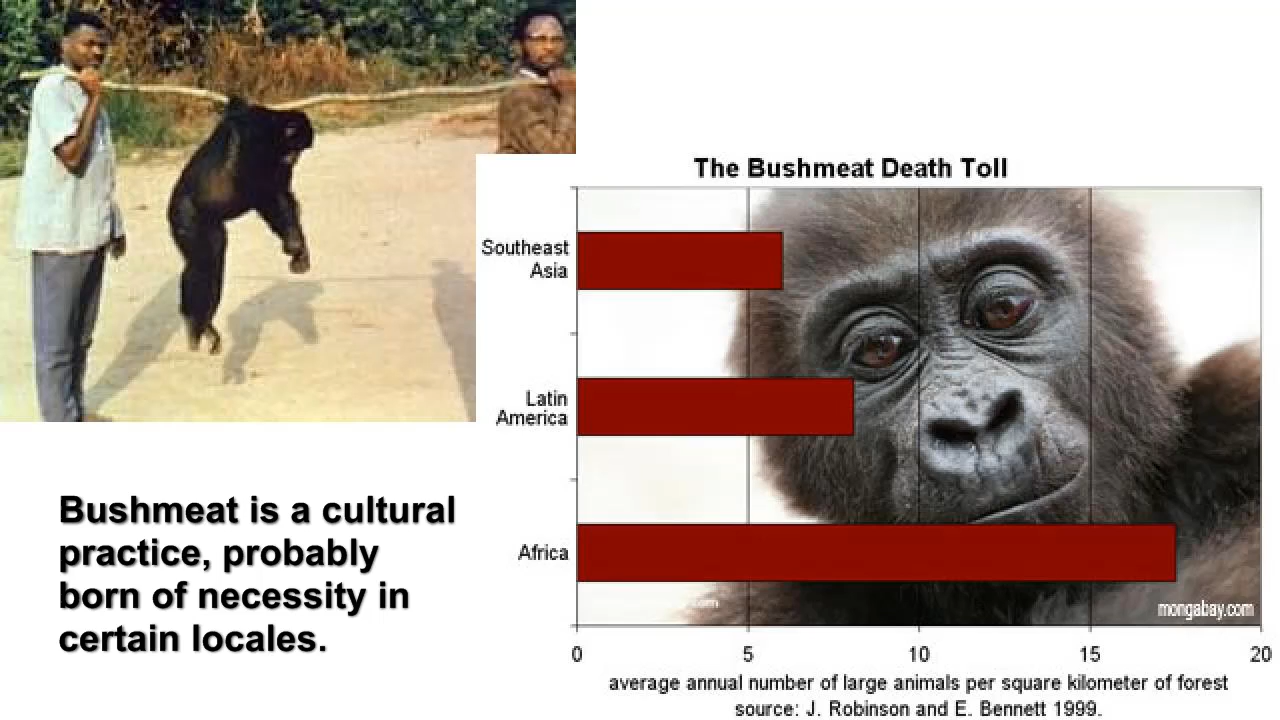 The Bushmeat Death Toll
Southeast
Asia
Latin
America
Africa
mongabay.com
0 5 10 15 20
average annual number of large animals per square kilometer of forest
source: J. Robinson and E. Bennett 1999.
Bushmeat is a cultural
practice, probably
born of necessity in
certain locales.